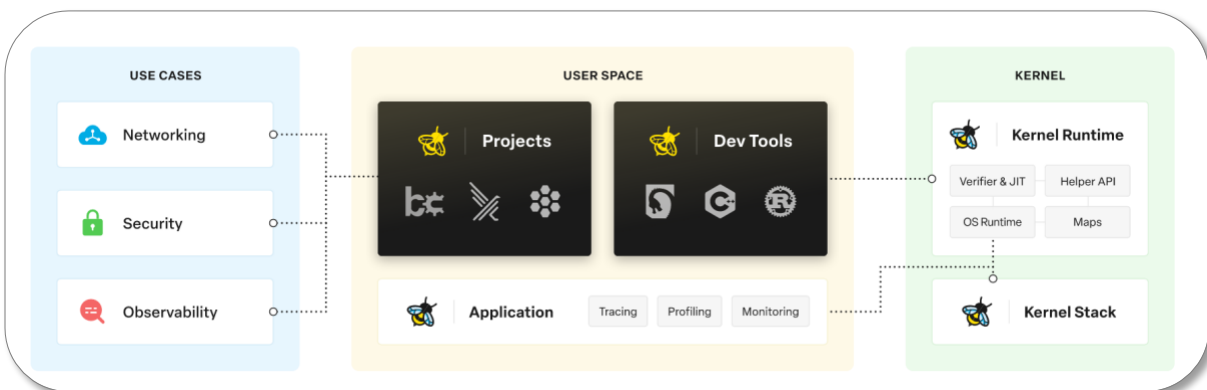 USE CASES
Networking
Security
Observability
USER SPACE
Projects
Dev Tools
bc
C
R
Application
Tracing
Profiling
Monitoring
KERNEL
Kernel Runtime
Verifier & JIT
Helper API
OS Runtime
Maps
Kernel Stack